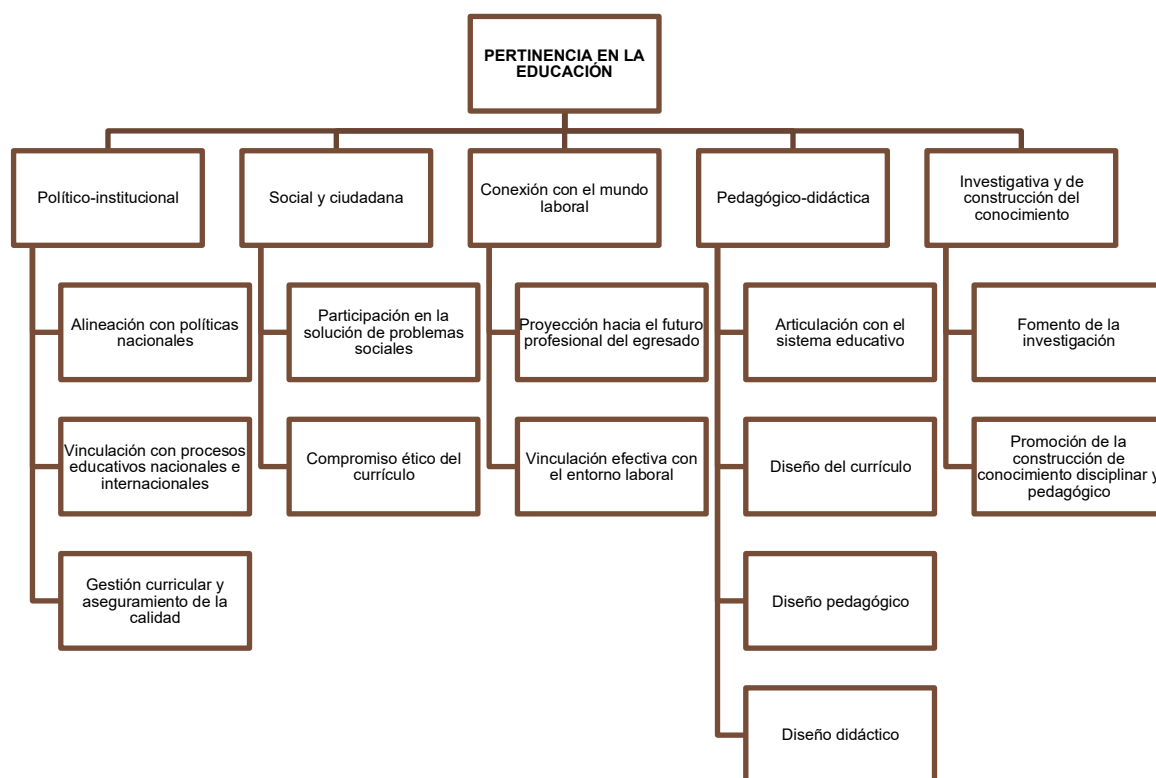 PERTINENCIA EN LA
EDUCACIÓN
Político-institucional
Social y ciudadana
Conexión con el mundo
laboral
Pedagógico-didáctica
Investigativa y de
construcción del
conocimiento
Alineación con políticas
nacionales
Participación en la
solución de problemas
sociales
Proyección hacia el futuro
profesional del egresado
Articulación con el
sistema educativo
Fomento de la
investigación
Vinculación con procesos
educativos nacionales e
internacionales
Compromiso ético del
currículo
Vinculación efectiva con
el entorno laboral
Diseño del currículo
Promoción de la
construcción de
conocimiento disciplinar y
pedagógico
Gestión curricular y
aseguramiento de la
calidad
Diseño pedagógico
Diseño didáctico